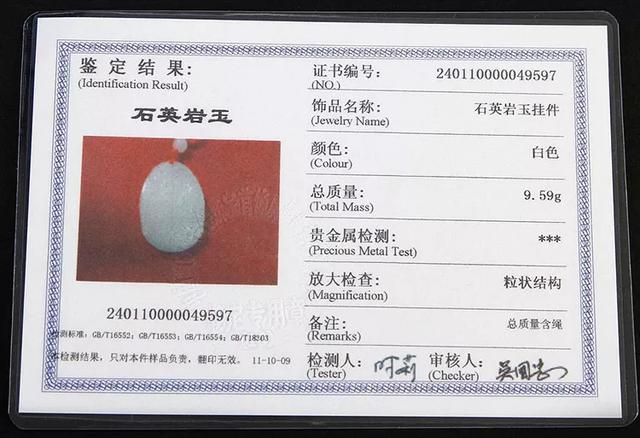 鉴定结果:
(Identification Result)
石英岩玉
240110000049597
检测标准: GB/T16552; GB/T16553; GB/T16554; GB/T18303
本检测结果，只对本件样品负责，翻印无效。 11-10-09
证书编号: 240110000049597
(NO.)
饰品名称: 石英岩玉挂件
(Jewelry Name)
颜色: 白色
(Colour)
总质量: 9.59g
(Total Mass)
贵金属检测: ***
(Precious Metal Test)
放大检查: 粒状结构
(Magnification)
备注: 总质量含绳
(Remarks)
检测人: 审核人:
(Tester) (Checker)